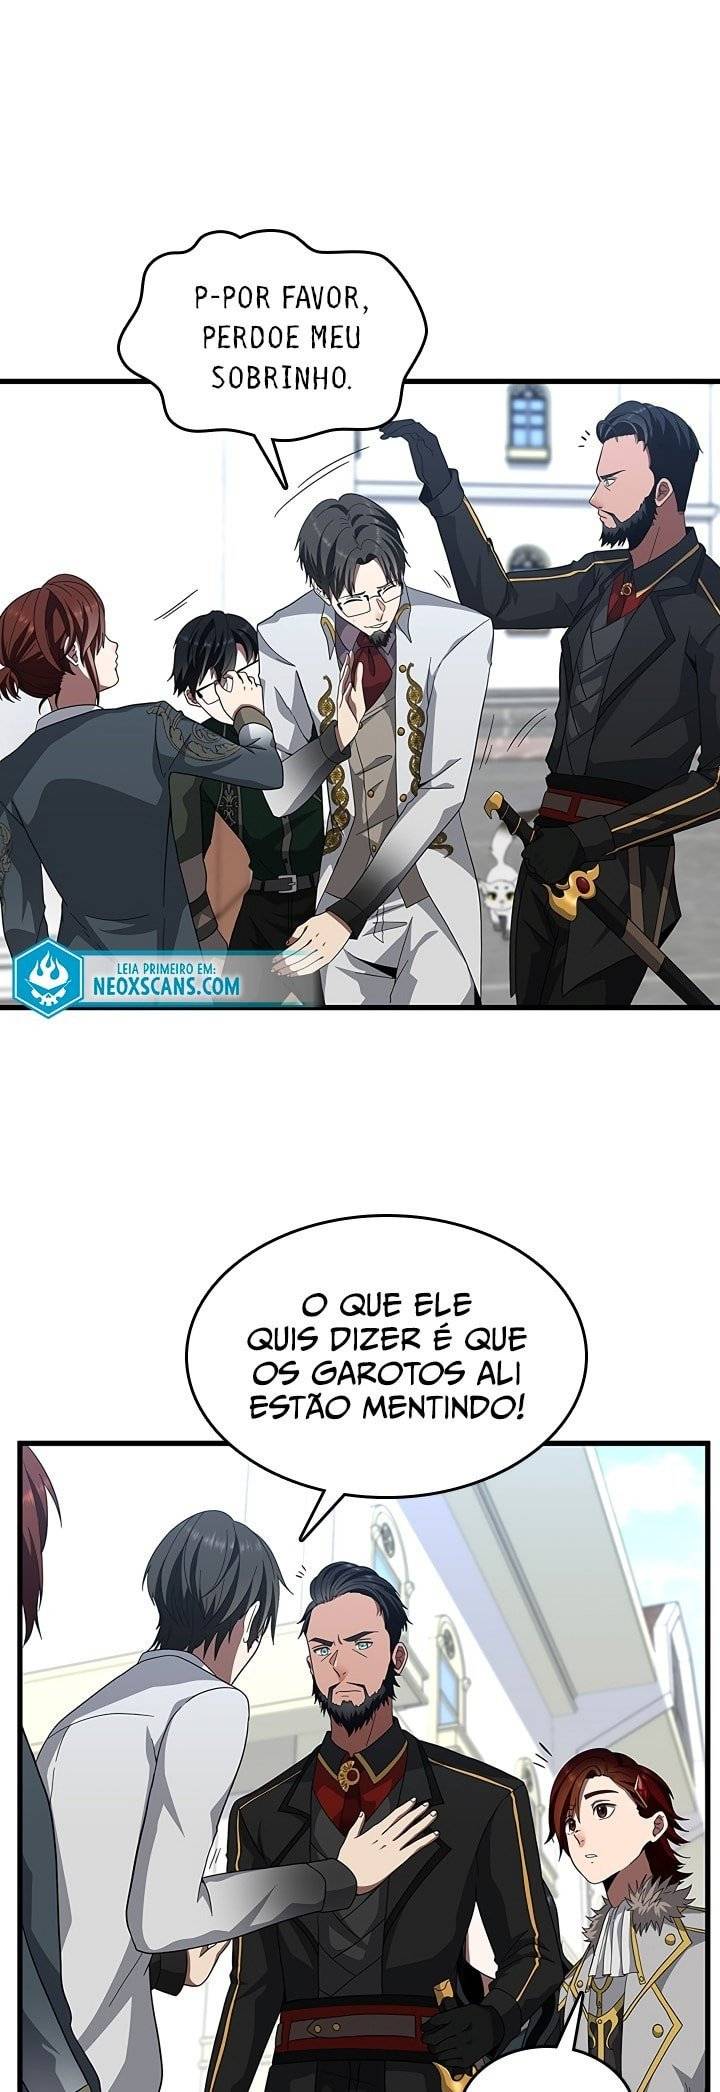 P-POR FAVOR,
PERDOE MEU
SOBRINHO.
LEIA PRIMEIRO EM:
NEOXSCANS.COM
O QUE ELE
QUIS DIZER É QUE
OS GAROTOS ALI
ESTÃO MENTINDO!